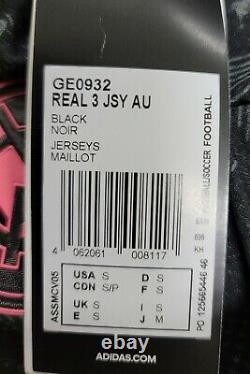 GE0932
REAL 3 JSY AU
BLACK
NOIR
JERSEYS
MAILLOT
4 062061 008117
ASSMCV05
USA S
D S
CDN S/P
F S
UK S
I S
E S
J M
ADIDAS.COM
/SOCCER FOOTBALL
PO 125665446 46